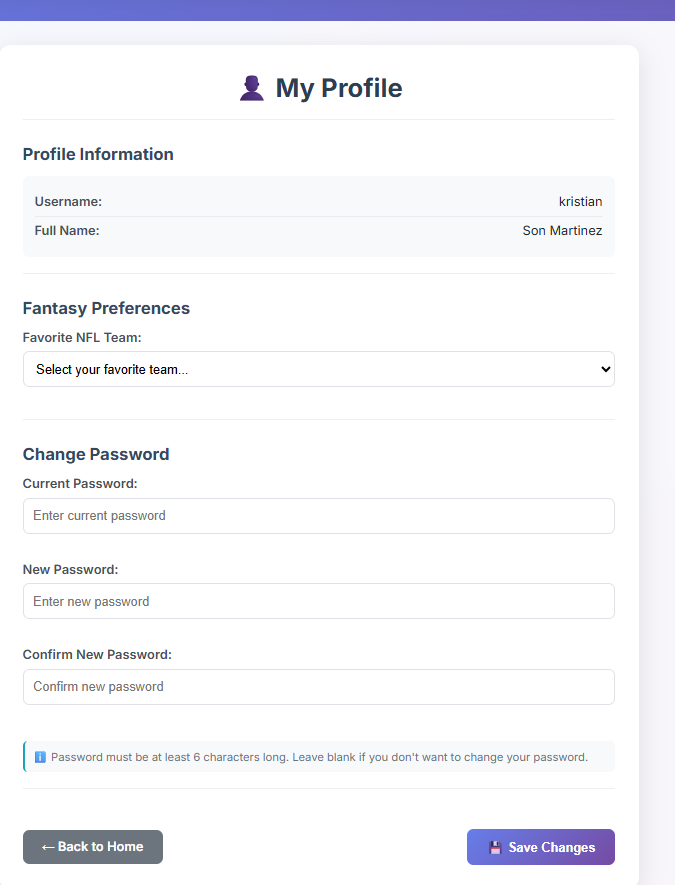 My Profile
Profile Information
Username: kristian
Full Name: Son Martinez
Fantasy Preferences
Favorite NFL Team:
Select your favorite team...
Change Password
Current Password:
Enter current password
New Password:
Enter new password
Confirm New Password:
Confirm new password
Password must be at least 6 characters long. Leave blank if you don't want to change your password.
← Back to Home
Save Changes